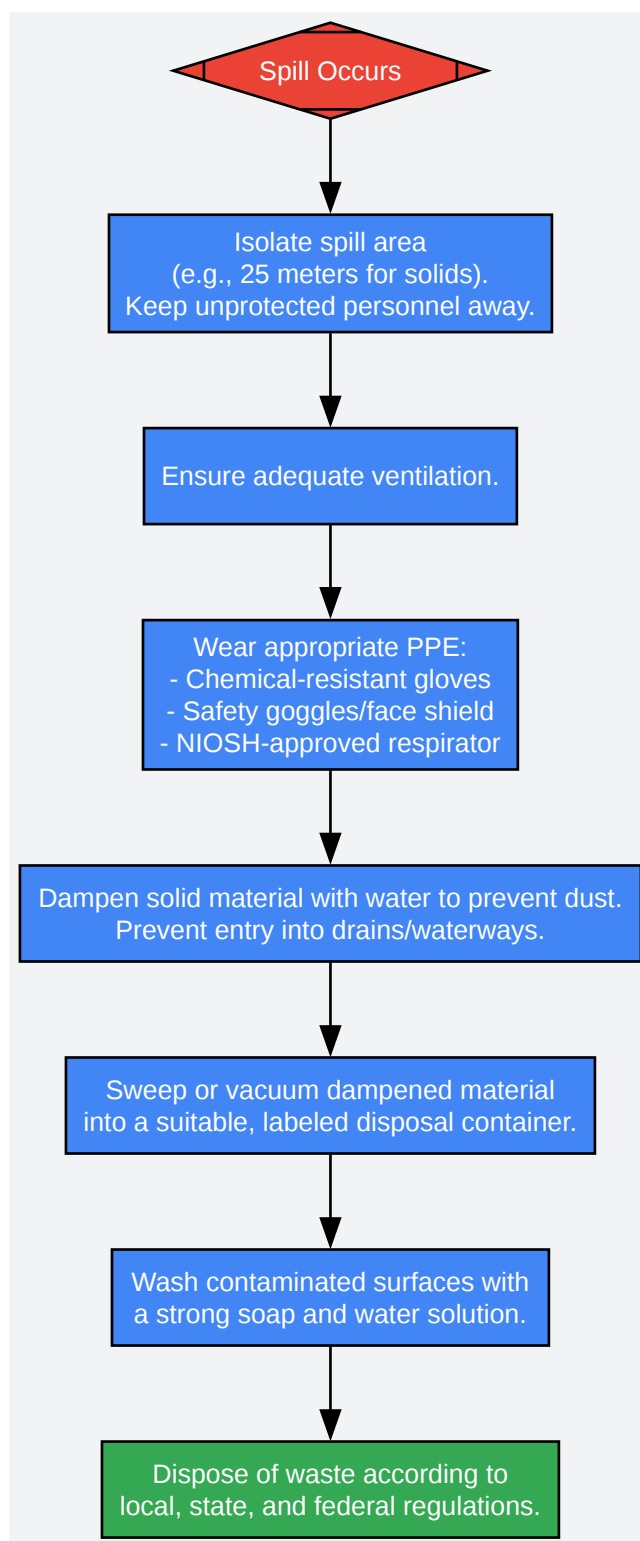 Spill Occurs
Isolate spill area
(e.g., 25 meters for solids).
Keep unprotected personnel away.
Ensure adequate ventilation.
Wear appropriate PPE:
- Chemical-resistant gloves
- Safety goggles/face shield
- NIOSH-approved respirator
Dampen solid material with water to prevent dust.
Prevent entry into drains/waterways.
Sweep or vacuum dampened material
into a suitable, labeled disposal container.
Wash contaminated surfaces with
a strong soap and water solution.
Dispose of waste according to
local, state, and federal regulations.